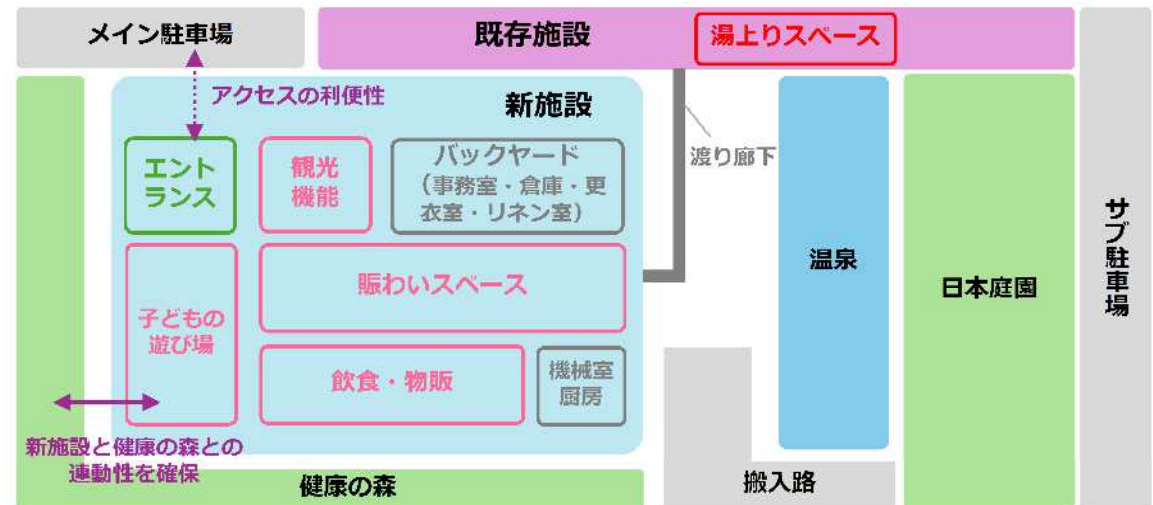 メイン駐車場
既存施設
湯上りスペース
アクセスの利便性
新施設
エント
ランス
観光
機能
バックヤード
（事務室・倉庫・更
衣室・リネン室）
渡り廊下
賑わいスペース
子どもの
遊び場
飲食・物販
機械室
厨房
温泉
日本庭園
サブ駐車場
新施設と健康の森との
連動性を確保
健康の森
搬入路